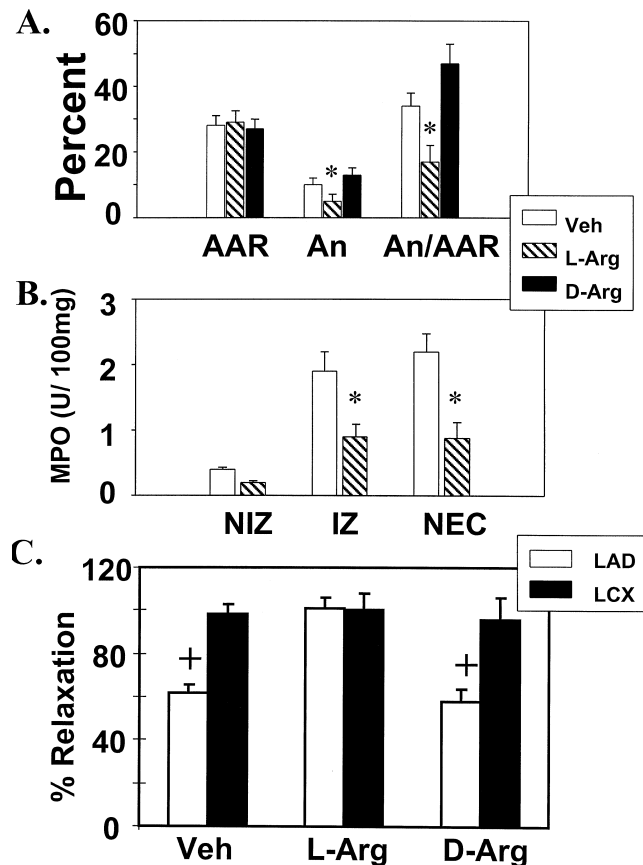 A.
Percent
60
40
20
0
* *
AAR An An/AAR
Veh
L-Arg
D-Arg
B.
MPO (U/ 100mg)
3
2
1
0
* *
NIZ IZ NEC
C.
% Relaxation
120
80
40
0
+ +
LAD
LCX
Veh L-Arg D-Arg